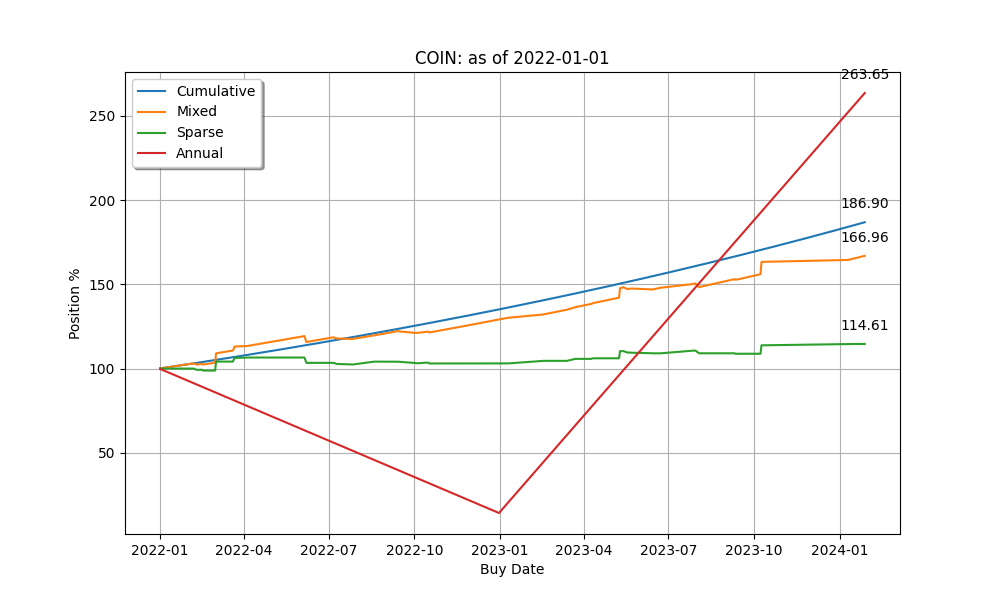 COIN: as of 2022-01-01
Cumulative
Mixed
Sparse
Annual
263.65
186.90
166.96
114.61
250
200
150
100
50
Position %
2022-01 2022-04 2022-07 2022-10 2023-01 2023-04 2023-07 2023-10 2024-01
Buy Date